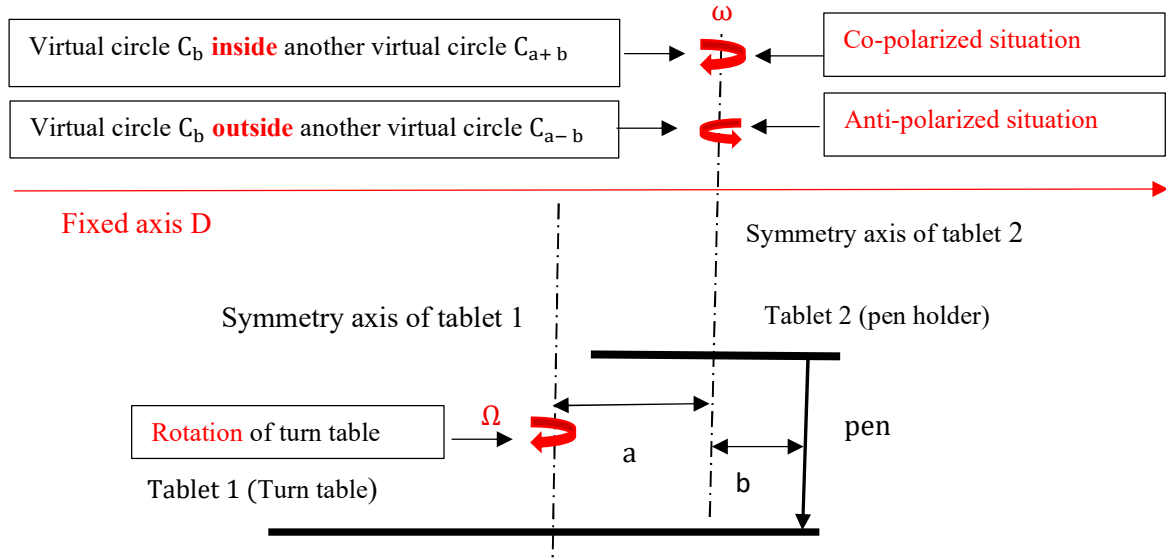 ω
Virtual circle C_b inside another virtual circle C_{a+ b}
Co-polarized situation
Virtual circle C_b outside another virtual circle C_{a− b}
Anti-polarized situation
Fixed axis D
Symmetry axis of tablet 2
Symmetry axis of tablet 1
Tablet 2 (pen holder)
Ω
Rotation of turn table
a
pen
Tablet 1 (Turn table)
b